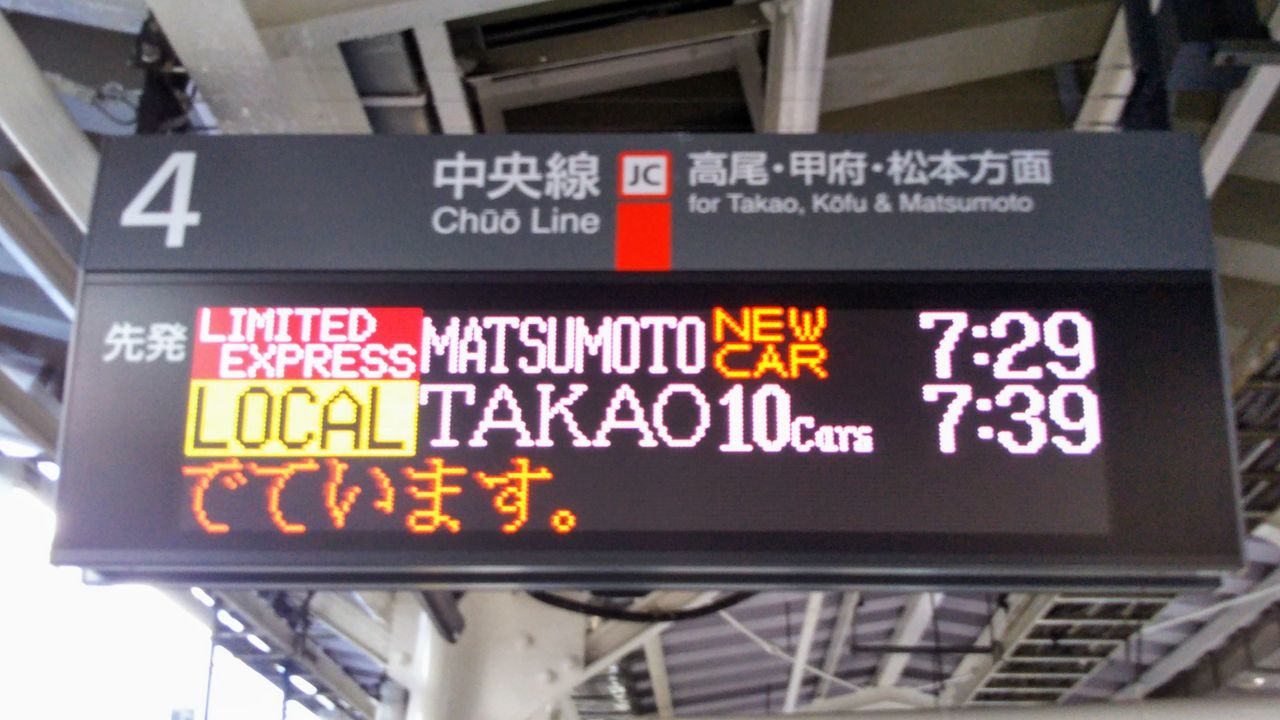 4
中央線 JC 高尾・甲府・松本方面
Chūō Line for Takao, Kōfu & Matsumoto
先発 LIMITED EXPRESS MATSUMOTO NEW CAR 7:29
LOCAL TAKAO 10Cars 7:39
でています。